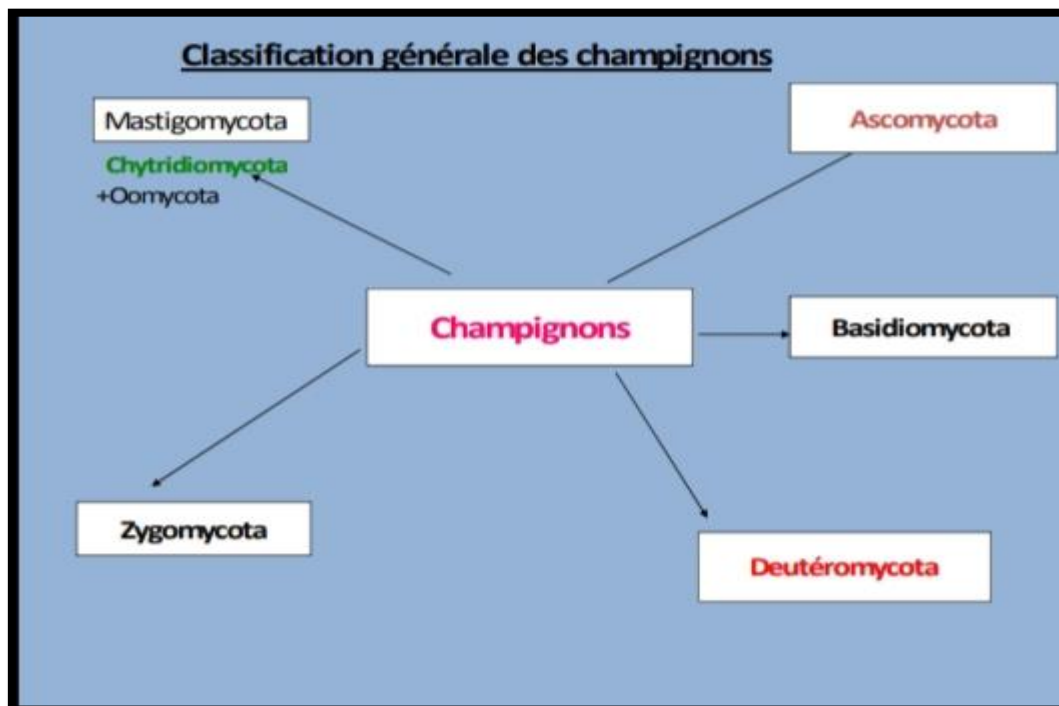 Classification générale des champignons
Mastigomycota
Ascomycota
Chytridiomycota
+Oomycota
Champignons
Basidiomycota
Zygomycota
Deutéromycota